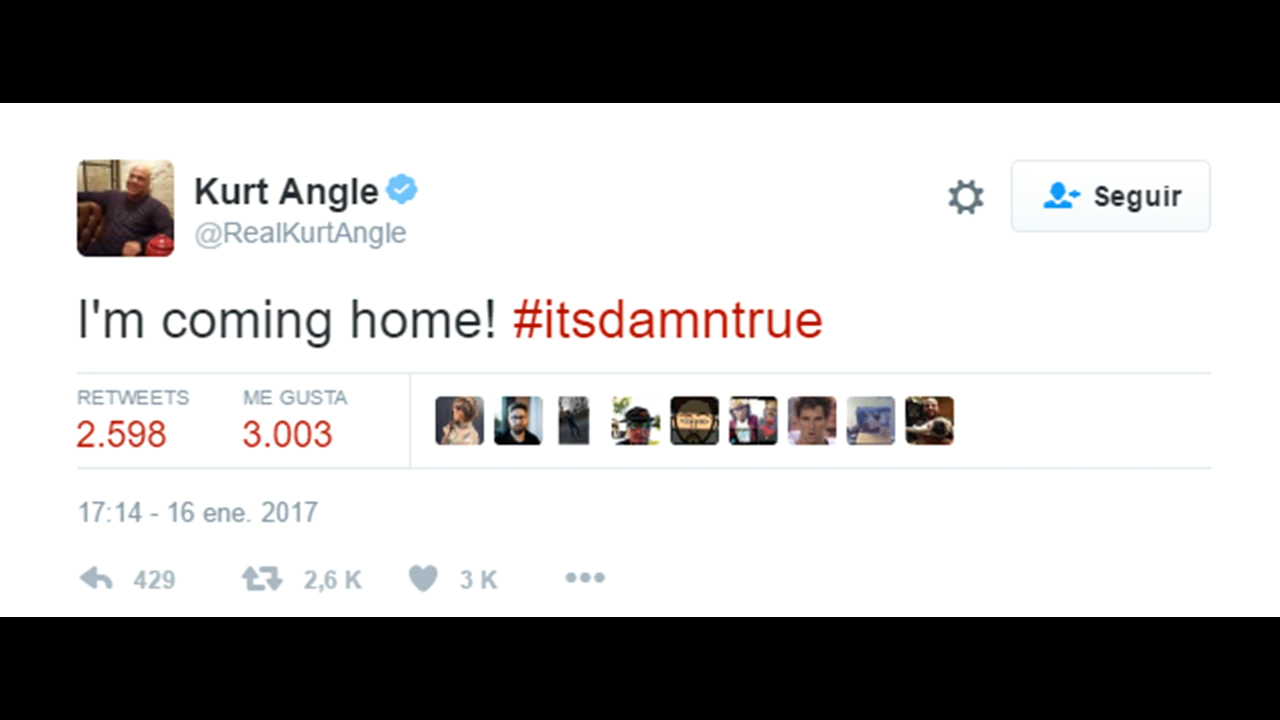 Kurt Angle
@RealKurtAngle
Seguir
I'm coming home! #itsdamntrue
RETWEETS ME GUSTA
2.598 3.003
17:14 - 16 ene. 2017
429 2,6 K 3 K